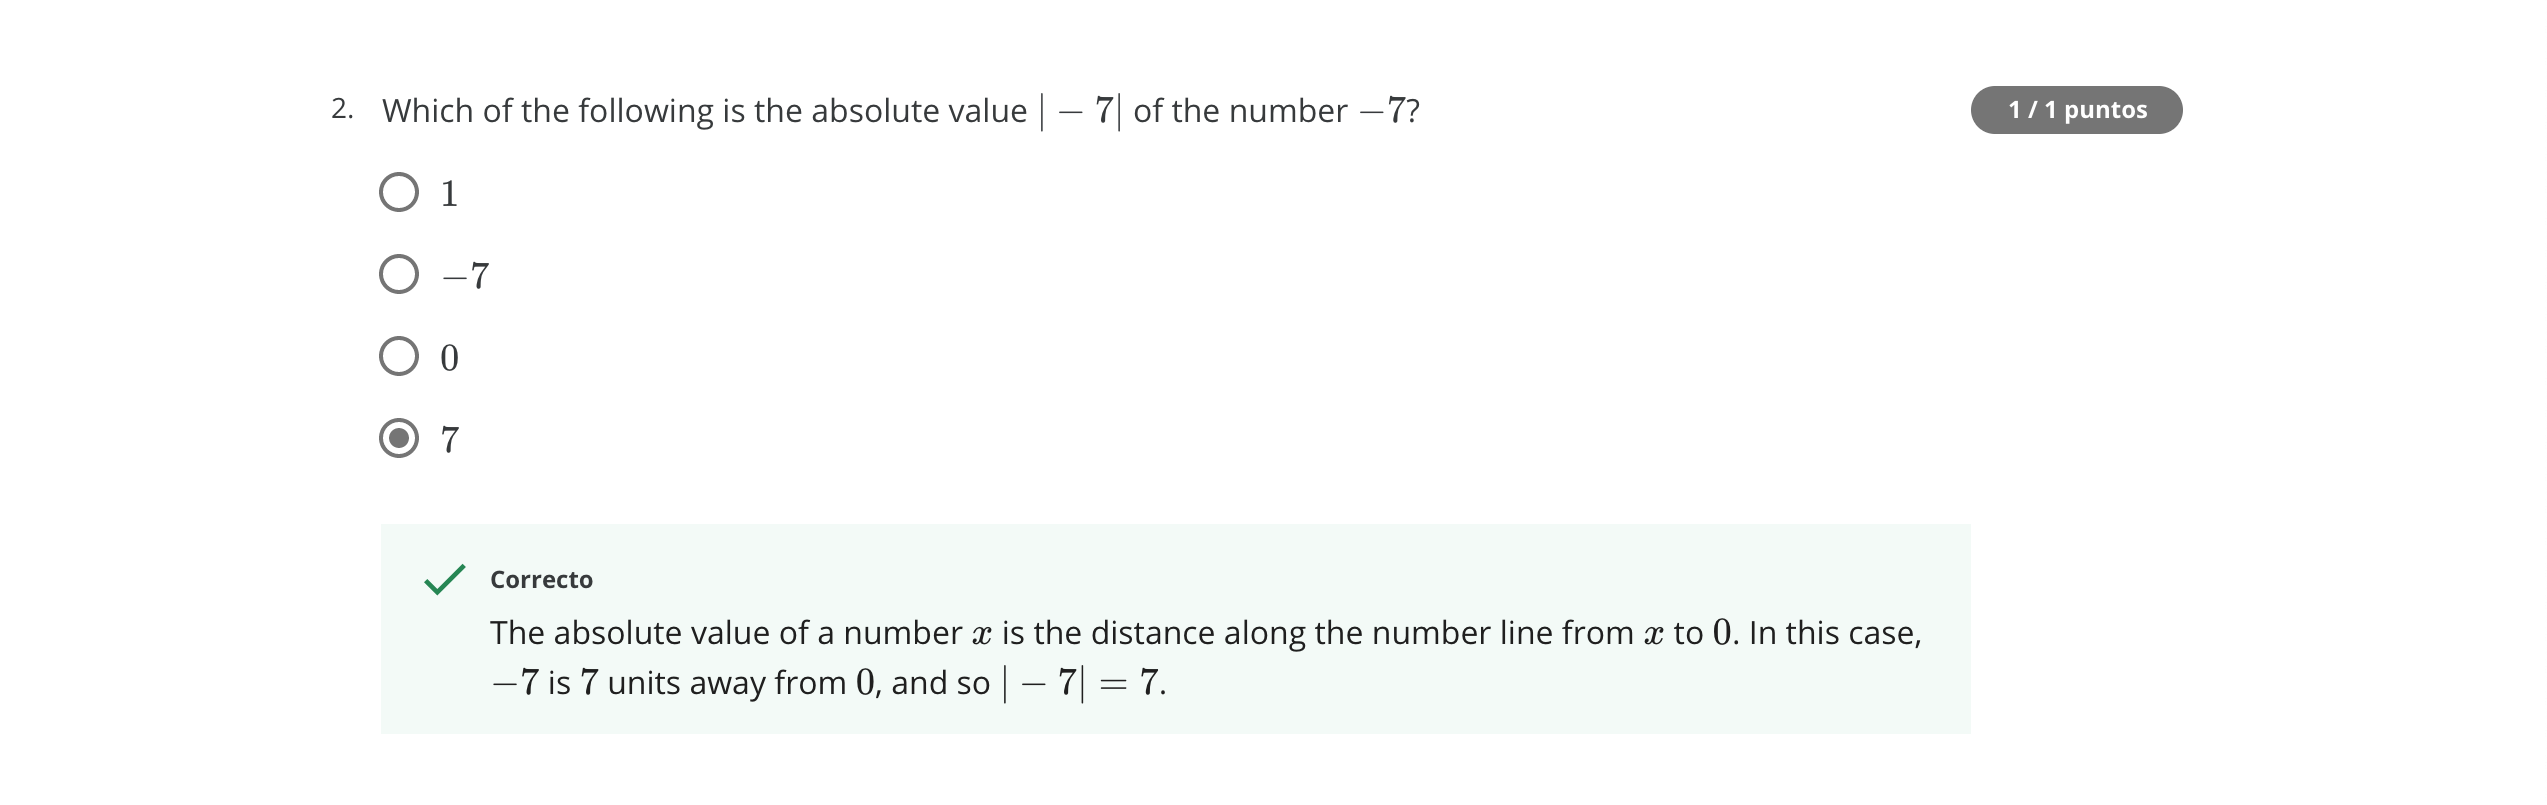 2. Which of the following is the absolute value | − 7| of the number −7?
1 / 1 puntos
1
−7
0
7
Correcto
The absolute value of a number x is the distance along the number line from x to 0. In this case,
−7 is 7 units away from 0, and so | − 7| = 7.